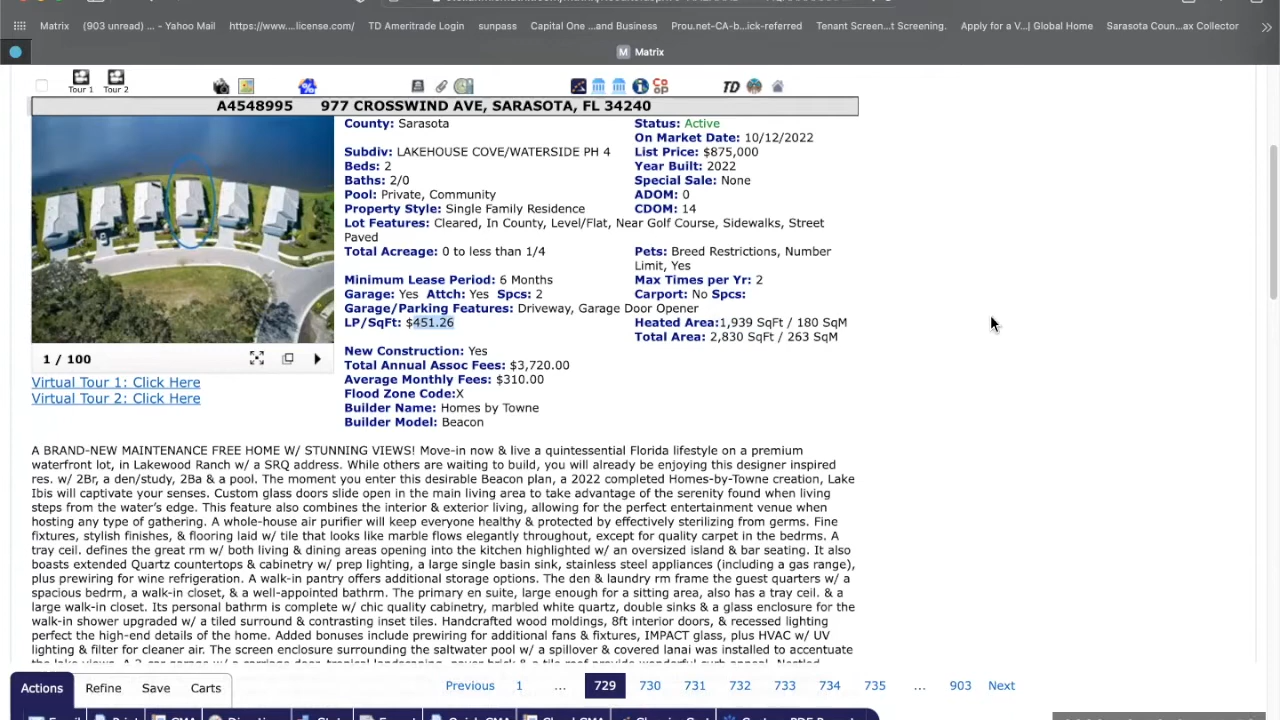 Matrix (903 unread) ... – Yahoo Mail https://www....license.com/ TD Ameritrade Login sunpass Capital One ...and Business Prou.net-CA-b...ick-referred Tenant Screen...t Screening. Apply for a V...| Global Home Sarasota Coun...ax Collector
M Matrix
Tour 1 Tour 2 CO OP TD
A4548995 977 CROSSWIND AVE, SARASOTA, FL 34240
County: Sarasota Status: Active
On Market Date: 10/12/2022
Subdiv: LAKEHOUSE COVE/WATERSIDE PH 4 List Price: $875,000
Beds: 2 Year Built: 2022
Baths: 2/0 Special Sale: None
Pool: Private, Community ADOM: 0
Property Style: Single Family Residence CDOM: 14
Lot Features: Cleared, In County, Level/Flat, Near Golf Course, Sidewalks, Street
Paved
Total Acreage: 0 to less than 1/4 Pets: Breed Restrictions, Number
Limit, Yes
Minimum Lease Period: 6 Months Max Times per Yr: 2
Garage: Yes Attch: Yes Spcs: 2 Carport: No Spcs:
Garage/Parking Features: Driveway, Garage Door Opener
LP/SqFt: $451.26 Heated Area:1,939 SqFt / 180 SqM
Total Area: 2,830 SqFt / 263 SqM
1 / 100
New Construction: Yes
Total Annual Assoc Fees: $3,720.00
Average Monthly Fees: $310.00
Flood Zone Code:X
Builder Name: Homes by Towne
Builder Model: Beacon
Virtual Tour 1: Click Here
Virtual Tour 2: Click Here
A BRAND-NEW MAINTENANCE FREE HOME W/ STUNNING VIEWS! Move-in now & live a quintessential Florida lifestyle on a premium
waterfront lot, in Lakewood Ranch w/ a SRQ address. While others are waiting to build, you will already be enjoying this designer inspired
res. w/ 2Br, a den/study, 2Ba & a pool. The moment you enter this desirable Beacon plan, a 2022 completed Homes-by-Towne creation, Lake
Ibis will captivate your senses. Custom glass doors slide open in the main living area to take advantage of the serenity found when living
steps from the water's edge. This feature also combines the interior & exterior living, allowing for the perfect entertainment venue when
hosting any type of gathering. A whole-house air purifier will keep everyone healthy & protected by effectively sterilizing from germs. Fine
fixtures, stylish finishes, & flooring laid w/ tile that looks like marble flows elegantly throughout, except for quality carpet in the bedrms. A
tray ceil. defines the great rm w/ both living & dining areas opening into the kitchen highlighted w/ an oversized island & bar seating. It also
boasts extended Quartz countertops & cabinetry w/ prep lighting, a large single basin sink, stainless steel appliances (including a gas range),
plus prewiring for wine refrigeration. A walk-in pantry offers additional storage options. The den & laundry rm frame the guest quarters w/ a
spacious bedrm, a walk-in closet, & a well-appointed bathrm. The primary en suite, large enough for a sitting area, also has a tray ceil. & a
large walk-in closet. Its personal bathrm is complete w/ chic quality cabinetry, marbled white quartz, double sinks & a glass enclosure for the
walk-in shower upgraded w/ a tiled surround & contrasting inset tiles. Handcrafted wood moldings, 8ft interior doors, & recessed lighting
perfect the high-end details of the home. Added bonuses include prewiring for additional fans & fixtures, IMPACT glass, plus HVAC w/ UV
lighting & filter for cleaner air. The screen enclosure surrounding the saltwater pool w/ a spillover & covered lanai was installed to accentuate
Actions Refine Save Carts Previous 1 ... 729 730 731 732 733 734 735 ... 903 Next